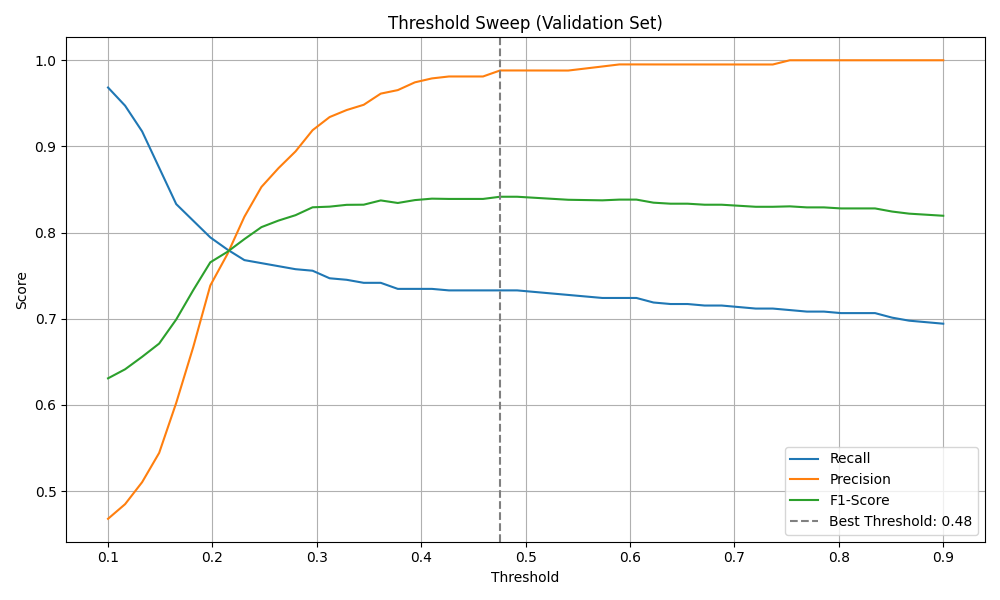 Threshold Sweep (Validation Set)
1.0
0.9
0.8
0.7
0.6
0.5
Score
0.1 0.2 0.3 0.4 0.5 0.6 0.7 0.8 0.9
Threshold
Recall
Precision
F1-Score
Best Threshold: 0.48